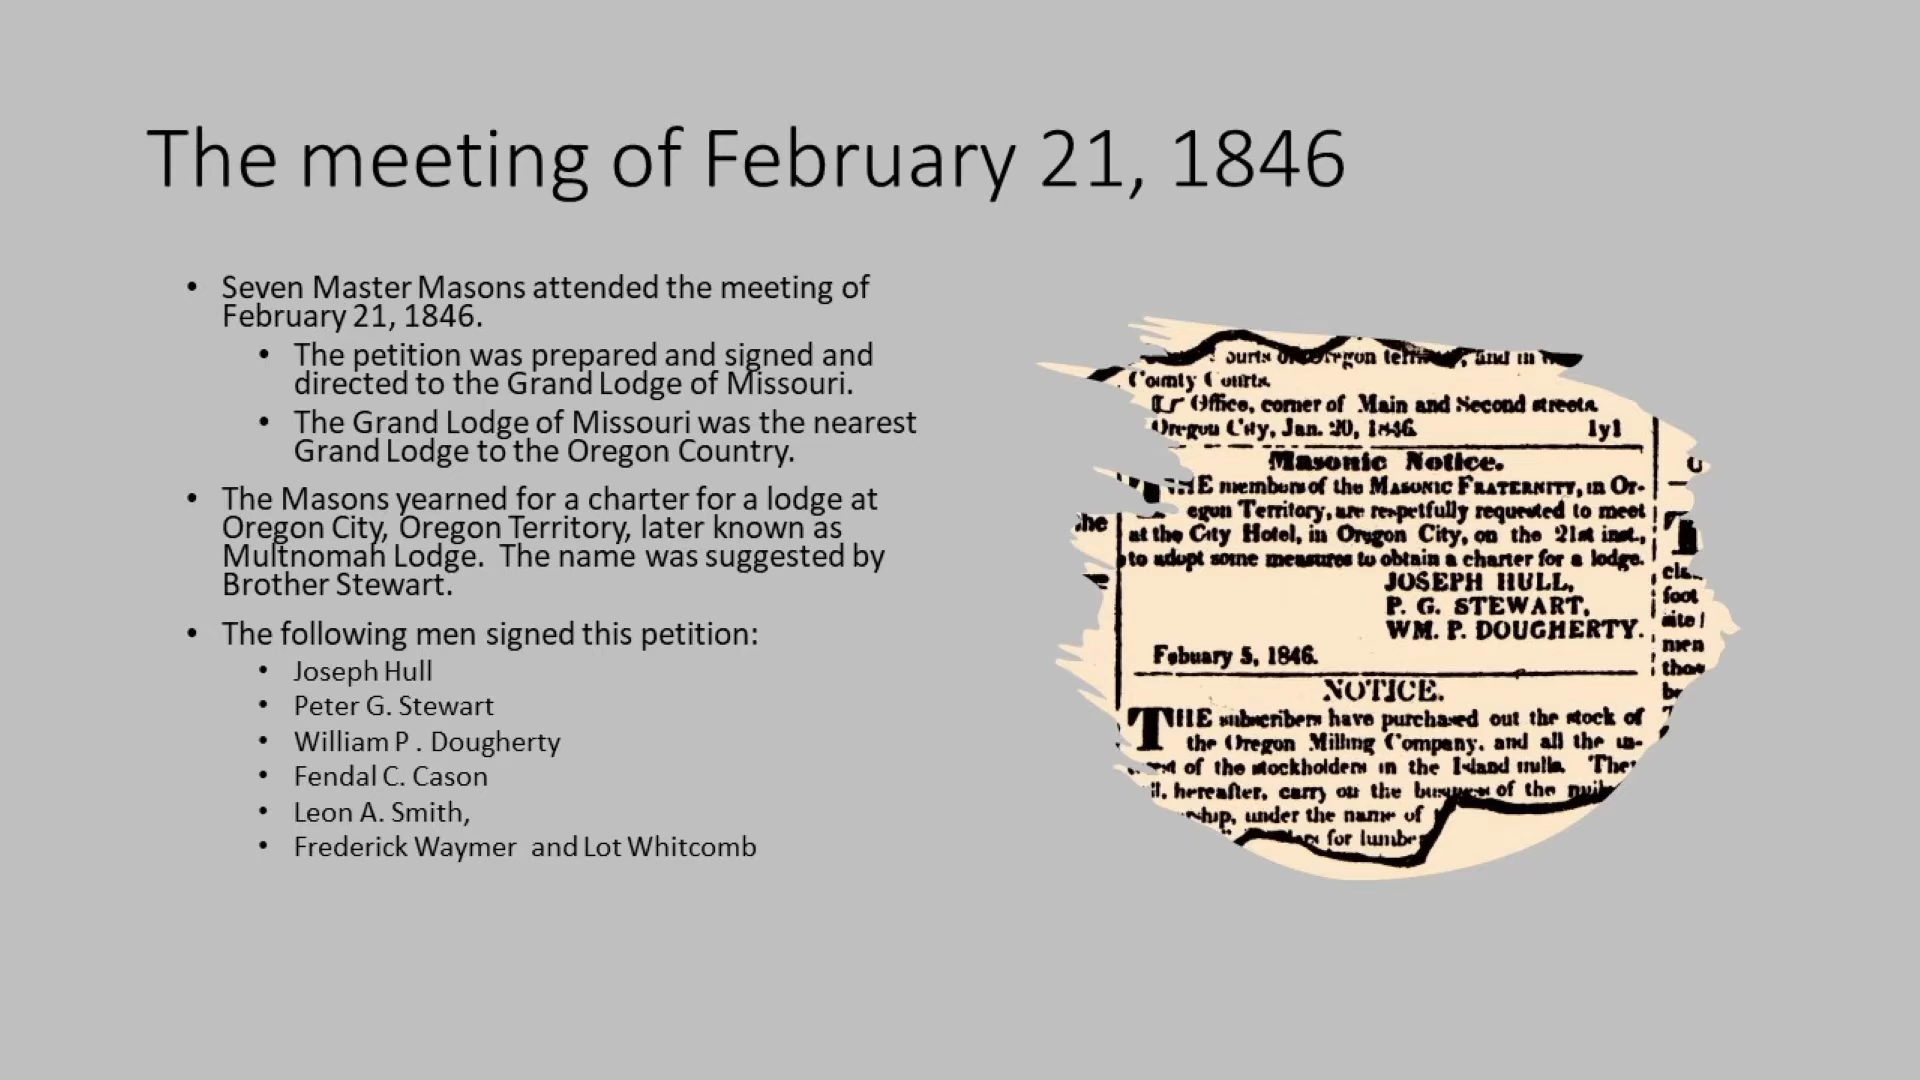 The meeting of February 21, 1846
• Seven Master Masons attended the meeting of
February 21, 1846.
• The petition was prepared and signed and
directed to the Grand Lodge of Missouri.
• The Grand Lodge of Missouri was the nearest
Grand Lodge to the Oregon Country.
• The Masons yearned for a charter for a lodge at
Oregon City, Oregon Territory, later known as
Multnomah Lodge. The name was suggested by
Brother Stewart.
• The following men signed this petition:
• Joseph Hull
• Peter G. Stewart
• William P . Dougherty
• Fendal C. Cason
• Leon A. Smith,
• Frederick Waymer and Lot Whitcomb
and in
County Courts.
Office, corner of Main and Second streets.
Oregon City, Jan. 20, 1846. 1y1
Masonic Notice.
THE members of the MASONIC FRATERNITY, in Or-
egon Territory, are respetfully requested to meet
at the City Hotel, in Oregon City, on the 21st inst.,
to adopt some measures to obtain a charter for a lodge.
JOSEPH HULL,
P. G. STEWART,
WM. P. DOUGHERTY.
Febuary 5, 1846.
NOTICE.
THE subscribers have purchased out the stock of
the Oregon Milling Company, and all the in-
of the stockholders in the Island mills.
hereafter, carry on the of the
under the name of
for
foot
men